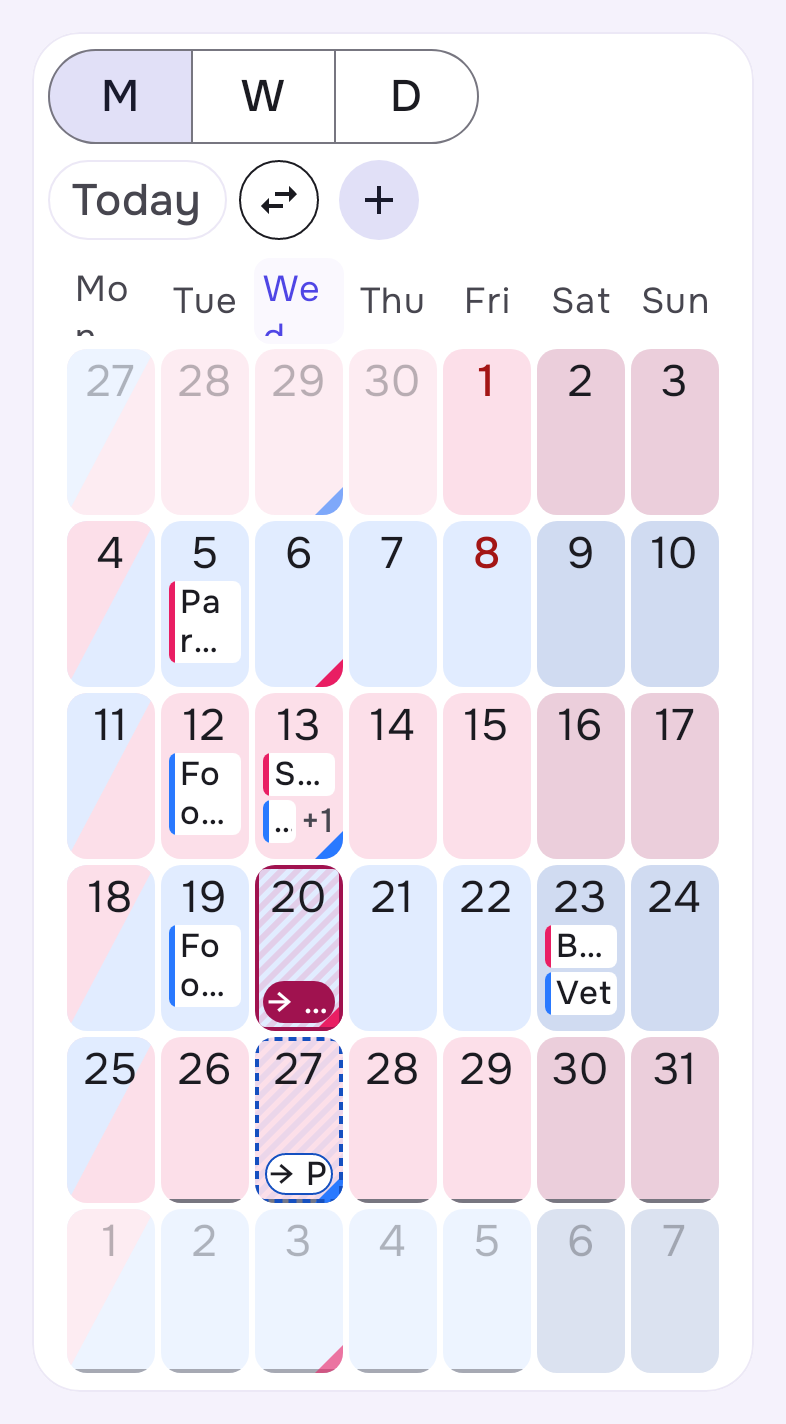 M W D
Today +
Mo
n Tue We
d Thu Fri Sat Sun
27 28 29 30 1 2 3
4 5 6 7 8 9 10
Pa
r...
11 12 13 14 15 16 17
Fo
o...
S...
... +1
18 19 20 21 22 23 24
Fo
o...
→ ...
B...
Vet
25 26 27 28 29 30 31
→ P
1 2 3 4 5 6 7